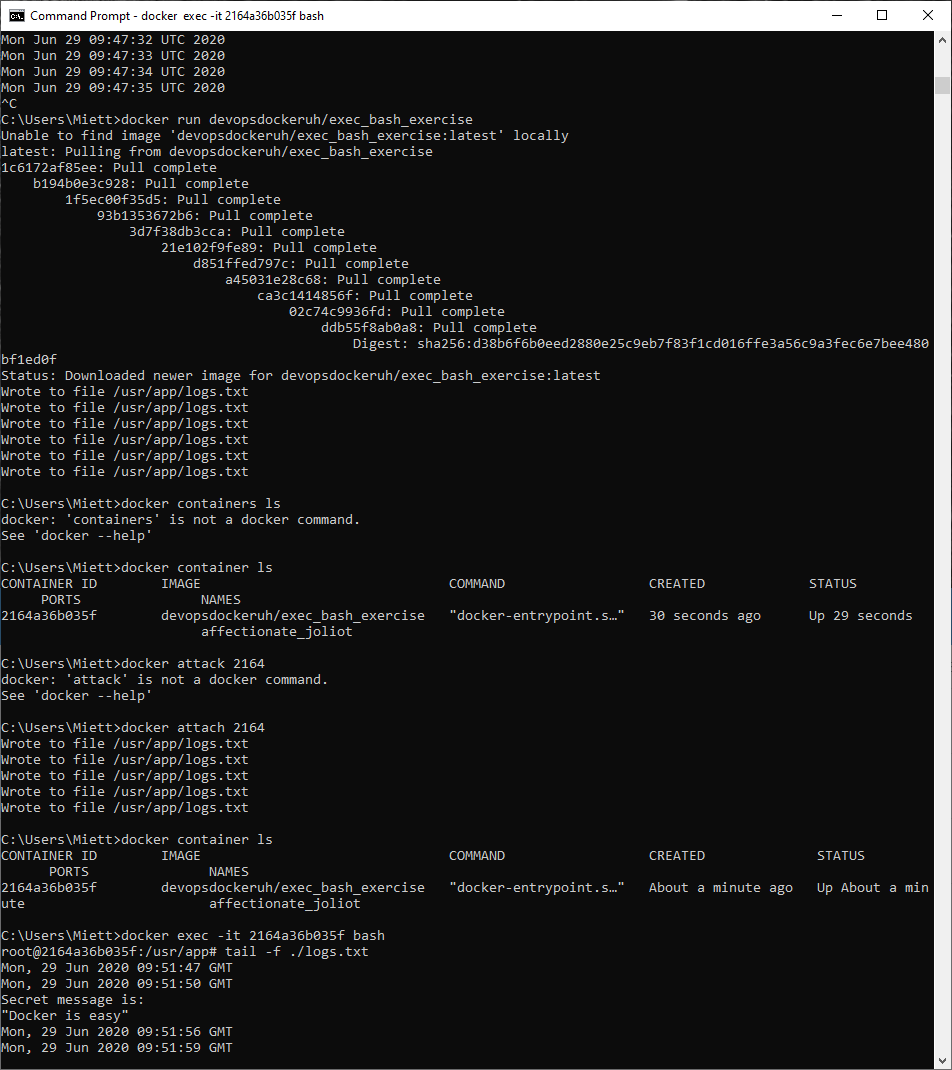 Command Prompt - docker  exec -it 2164a36b035f bash
Mon Jun 29 09:47:32 UTC 2020
Mon Jun 29 09:47:33 UTC 2020
Mon Jun 29 09:47:34 UTC 2020
Mon Jun 29 09:47:35 UTC 2020
^C
C:\Users\Miett>docker run devopsdockeruh/exec_bash_exercise
Unable to find image 'devopsdockeruh/exec_bash_exercise:latest' locally
latest: Pulling from devopsdockeruh/exec_bash_exercise
1c6172af85ee: Pull complete
b194b0e3c928: Pull complete
1f5ec00f35d5: Pull complete
93b1353672b6: Pull complete
3d7f38db3cca: Pull complete
21e102f9fe89: Pull complete
d851ffed797c: Pull complete
a45031e28c68: Pull complete
ca3c1414856f: Pull complete
02c74c9936fd: Pull complete
ddb55f8ab0a8: Pull complete
Digest: sha256:d38b6f6b0eed2880e25c9eb7f83f1cd016ffe3a56c9a3fec6e7bee480
bf1ed0f
Status: Downloaded newer image for devopsdockeruh/exec_bash_exercise:latest
Wrote to file /usr/app/logs.txt
Wrote to file /usr/app/logs.txt
Wrote to file /usr/app/logs.txt
Wrote to file /usr/app/logs.txt
Wrote to file /usr/app/logs.txt
Wrote to file /usr/app/logs.txt
C:\Users\Miett>docker containers ls
docker: 'containers' is not a docker command.
See 'docker --help'
C:\Users\Miett>docker container ls
CONTAINER ID        IMAGE                               COMMAND                  CREATED             STATUS
     PORTS               NAMES
2164a36b035f        devopsdockeruh/exec_bash_exercise   "docker-entrypoint.s…"   30 seconds ago      Up 29 seconds
                         affectionate_joliot
C:\Users\Miett>docker attack 2164
docker: 'attack' is not a docker command.
See 'docker --help'
C:\Users\Miett>docker attach 2164
Wrote to file /usr/app/logs.txt
Wrote to file /usr/app/logs.txt
Wrote to file /usr/app/logs.txt
Wrote to file /usr/app/logs.txt
Wrote to file /usr/app/logs.txt
C:\Users\Miett>docker container ls
CONTAINER ID        IMAGE                               COMMAND                  CREATED              STATUS
      PORTS               NAMES
2164a36b035f        devopsdockeruh/exec_bash_exercise   "docker-entrypoint.s…"   About a minute ago   Up About a min
ute                       affectionate_joliot
C:\Users\Miett>docker exec -it 2164a36b035f bash
root@2164a36b035f:/usr/app# tail -f ./logs.txt
Mon, 29 Jun 2020 09:51:47 GMT
Mon, 29 Jun 2020 09:51:50 GMT
Secret message is:
"Docker is easy"
Mon, 29 Jun 2020 09:51:56 GMT
Mon, 29 Jun 2020 09:51:59 GMT